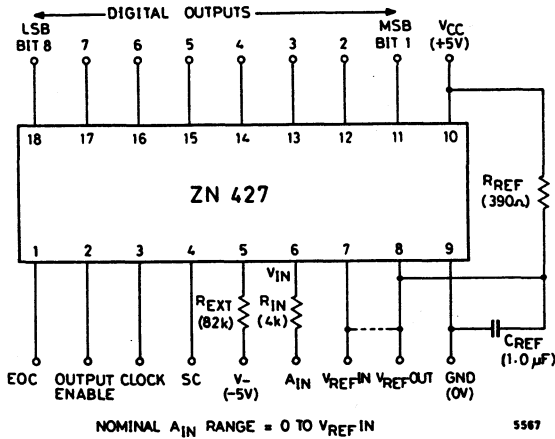 DIGITAL OUTPUTS
LSB BIT 8 7 6 5 4 3 2 MSB BIT 1 VCC (+5V)
18 17 16 15 14 13 12 11 10
ZN 427
RREF (390Ω)
1 2 3 4 5 6 7 8 9
VIN
REXT (82k) RIN (4k)
CREF (1.0 µF)
EOC OUTPUT ENABLE CLOCK SC V- (-5V) AIN VREF IN VREF OUT GND (0V)
NOMINAL AIN RANGE = 0 TO VREF IN
5567